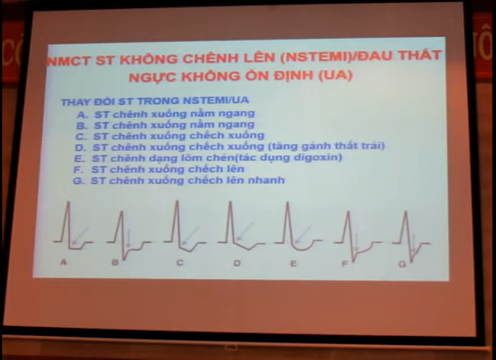 NMCT ST KHÔNG CHÊNH LÊN (NSTEMI)/ĐAU THẮT
NGỰC KHÔNG ỔN ĐỊNH (UA)
THAY ĐỔI ST TRONG NSTEMI/UA
A. ST chênh xuống nằm ngang
B. ST chênh xuống nằm ngang
C. ST chênh xuống chếch xuống
D. ST chênh xuống chếch xuống (tăng gánh thất trái)
E. ST chênh dạng lõm chén(tác dụng digoxin)
F. ST chênh xuống chếch lên
G. ST chênh xuống chếch lên nhanh
A B C D E F G